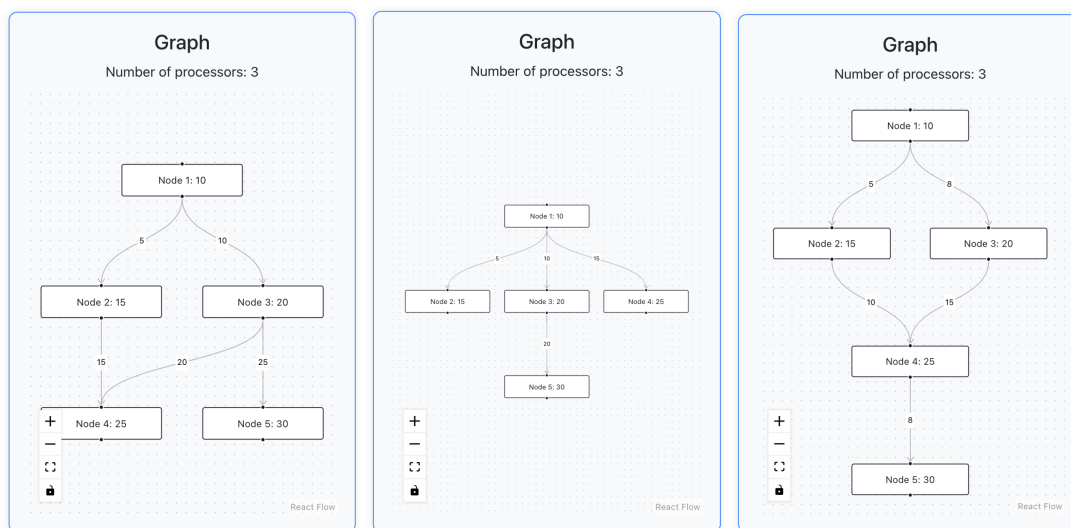 Graph
Number of processors: 3
Node 1: 10
5
10
Node 2: 15
Node 3: 20
15
20
25
Node 4: 25
Node 5: 30
React Flow
Graph
Number of processors: 3
Node 1: 10
5
10
15
Node 2: 15
Node 3: 20
Node 4: 25
20
Node 5: 30
React Flow
Graph
Number of processors: 3
Node 1: 10
5
8
Node 2: 15
Node 3: 20
10
15
Node 4: 25
8
Node 5: 30
React Flow